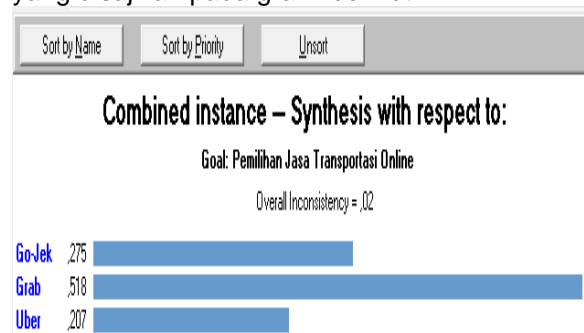 Sort by Name Sort by Priority Unsort
Combined instance – Synthesis with respect to:
Goal: Pemilihan Jasa Transportasi Online
Overall Inconsistency = ,02
Go-Jek ,275
Grab ,518
Uber ,207